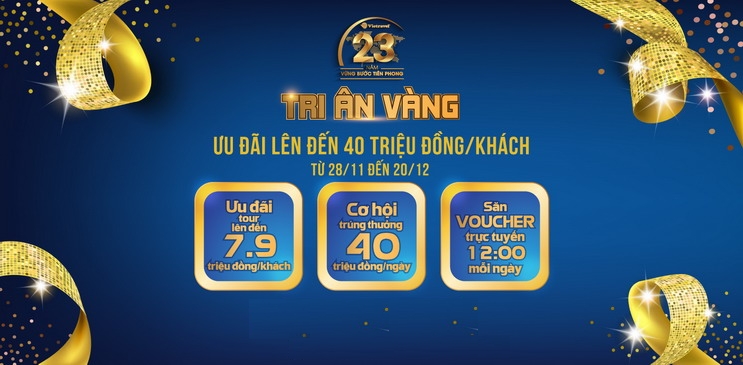 Vietravel
23
NĂM
VỮNG BƯỚC TIÊN PHONG
TRI ÂN VÀNG
ƯU ĐÃI LÊN ĐẾN 40 TRIỆU ĐỒNG/KHÁCH
TỪ 28/11 ĐẾN 20/12
Ưu đãi
tour
lên đến
7.9
triệu đồng/khách
Cơ hội
trúng thưởng
40
triệu đồng/ngày
Săn
VOUCHER
trực tuyến
12:00
mỗi ngày